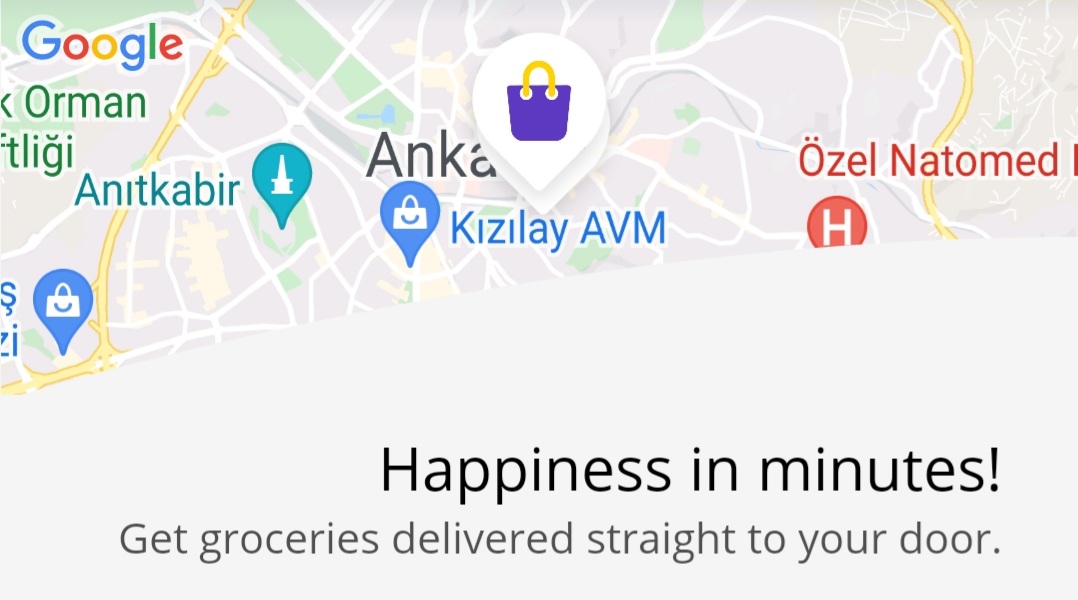 Google
k Orman
ftliği
Anıtkabir
Anka
Özel Natomed
Kızılay AVM
H
ş
zi
Happiness in minutes!
Get groceries delivered straight to your door.